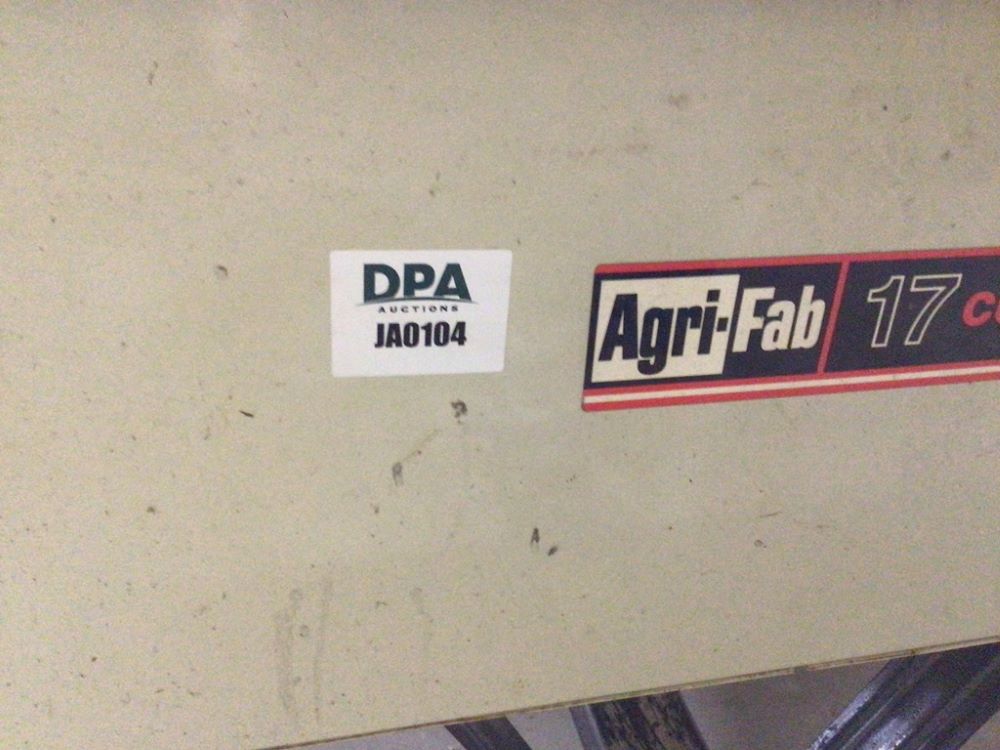 DPA
AUCTIONS
JA0104
Agri-Fab 17